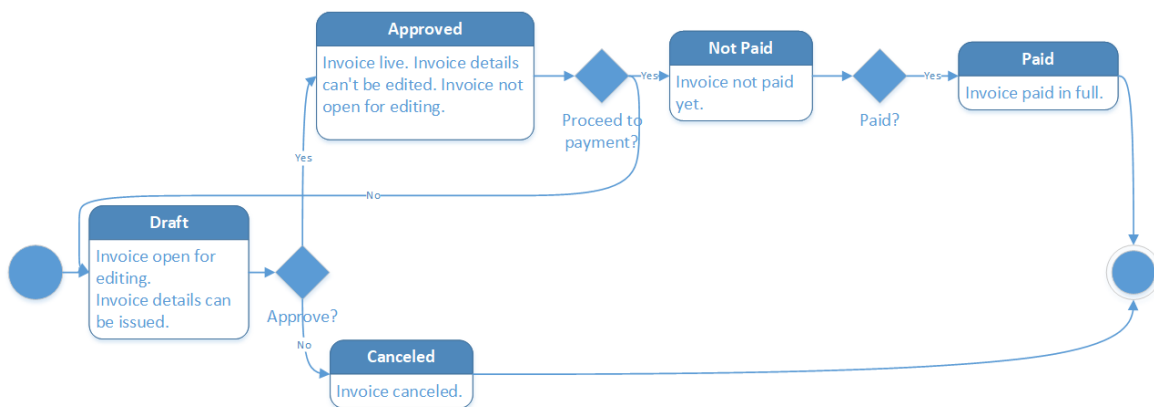 Approved
Invoice live. Invoice details
can't be edited. Invoice not
open for editing.
Proceed to
payment?
Yes
Not Paid
Invoice not paid
yet.
Paid?
Yes
Paid
Invoice paid in full.
Yes
No
Draft
Invoice open for
editing.
Invoice details can
be issued.
Approve?
No
Canceled
Invoice canceled.